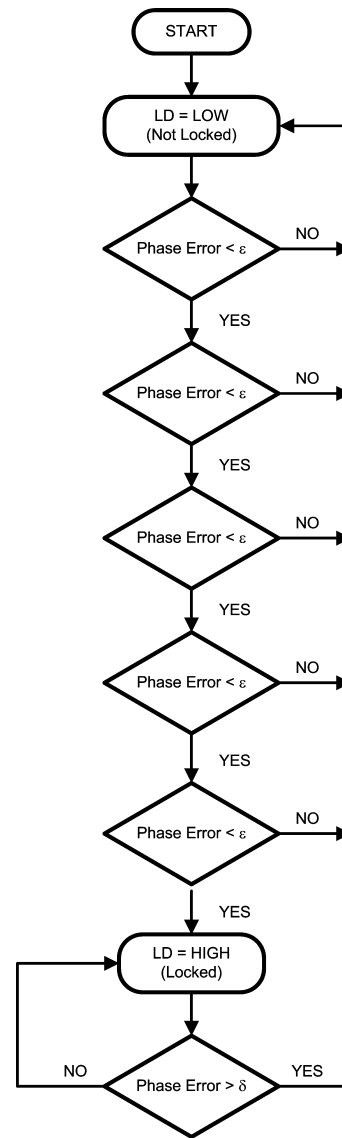 START
LD = LOW
(Not Locked)
Phase Error < ε
NO
YES
Phase Error < ε
NO
YES
Phase Error < ε
NO
YES
Phase Error < ε
NO
YES
Phase Error < ε
NO
YES
LD = HIGH
(Locked)
NO
Phase Error > δ
YES